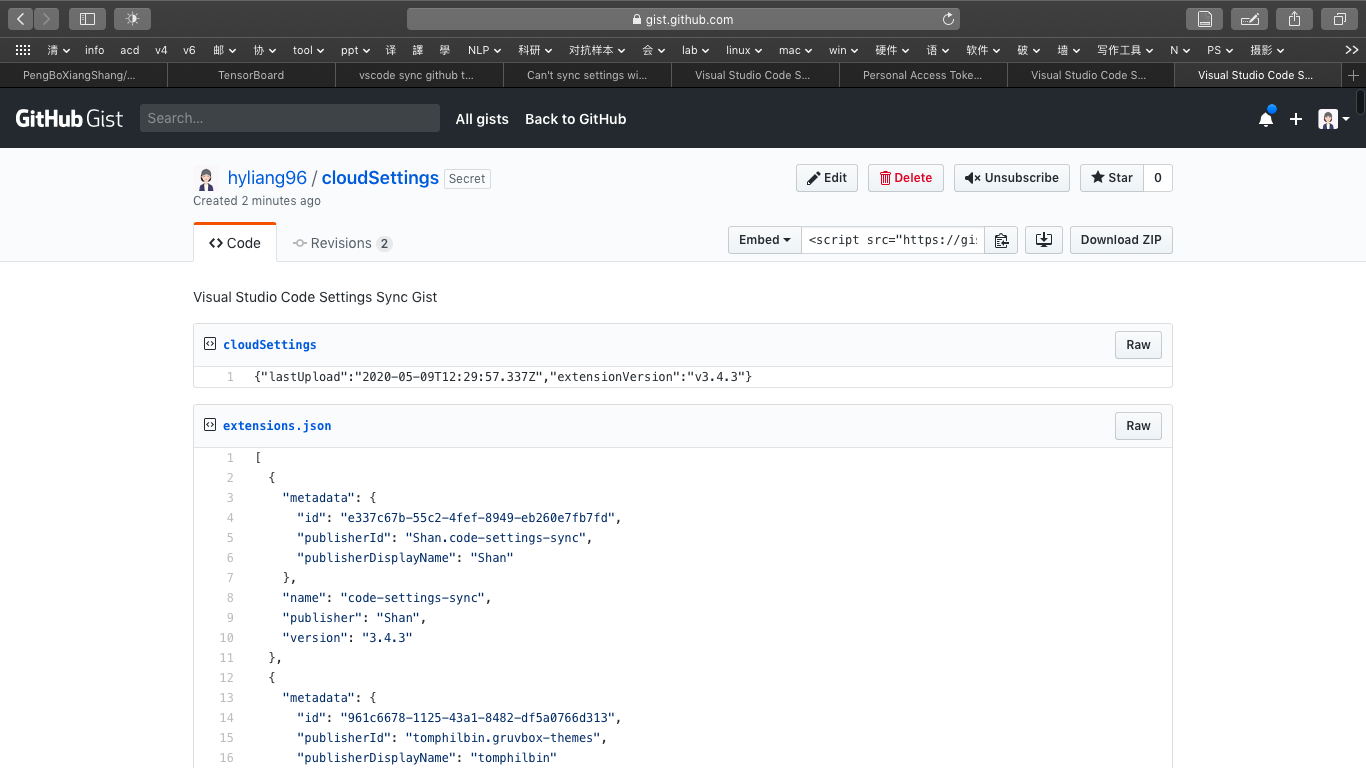 gist.github.com
清 info acd v4 v6 邮 协 tool ppt 译 譯 學 NLP 科研 对抗样本 会 lab linux mac win 硬件 语 软件 破 墙 写作工具 N PS 摄影
PengBoXiangShang/... TensorBoard vscode sync github t... Can't sync settings wi... Visual Studio Code S... Personal Access Toke... Visual Studio Code S... Visual Studio Code S...
GitHub Gist Search... All gists Back to GitHub
hyliang96 / cloudSettings Secret Edit Delete Unsubscribe Star 0
Created 2 minutes ago
Code Revisions 2 Embed <script src="https://gis Download ZIP
Visual Studio Code Settings Sync Gist
cloudSettings Raw
1 {"lastUpload":"2020-05-09T12:29:57.337Z","extensionVersion":"v3.4.3"}
extensions.json Raw
1 [
2 {
3 "metadata": {
4 "id": "e337c67b-55c2-4fef-8949-eb260e7fb7fd",
5 "publisherId": "Shan.code-settings-sync",
6 "publisherDisplayName": "Shan"
7 },
8 "name": "code-settings-sync",
9 "publisher": "Shan",
10 "version": "3.4.3"
11 },
12 {
13 "metadata": {
14 "id": "961c6678-1125-43a1-8482-df5a0766d313",
15 "publisherId": "tomphilbin.gruvbox-themes",
16 "publisherDisplayName": "tomphilbin"